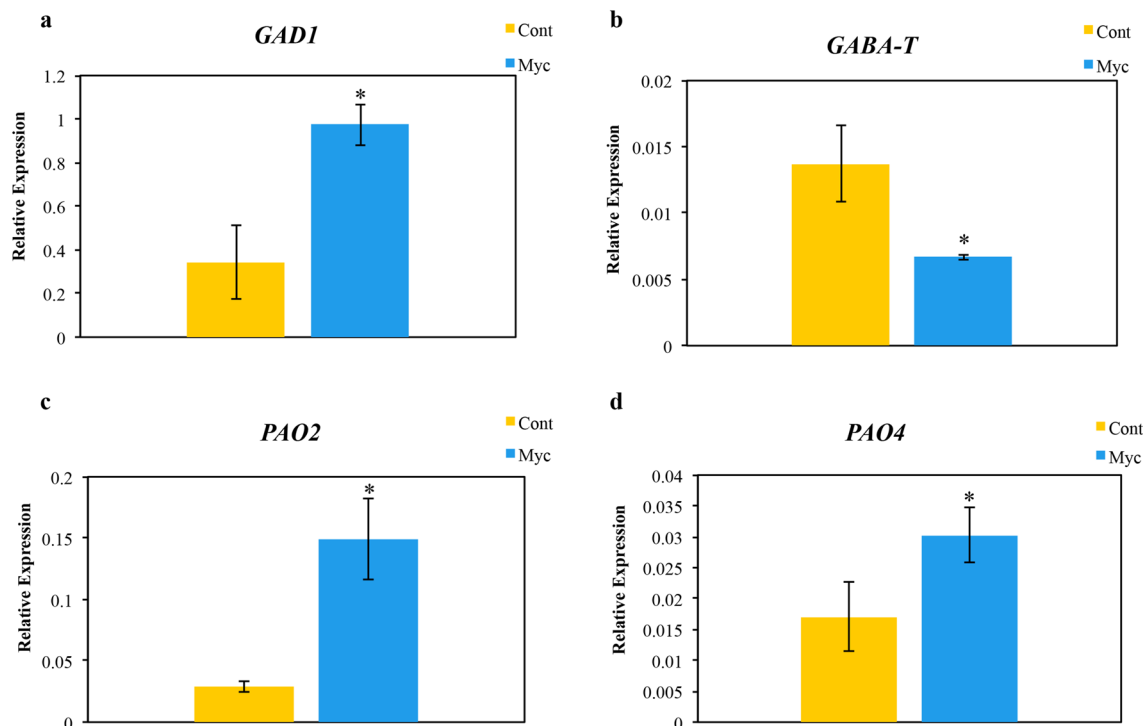 a
GAD1
Cont
Myc
Relative Expression
1.2
1
0.8
0.6
0.4
0.2
0
*
b
GABA-T
Cont
Myc
Relative Expression
0.02
0.015
0.01
0.005
0
*
c
PAO2
Cont
Myc
Relative Expression
0.2
0.15
0.1
0.05
0
*
d
PAO4
Cont
Myc
Relative Expression
0.04
0.035
0.03
0.025
0.02
0.015
0.01
0.005
0
*